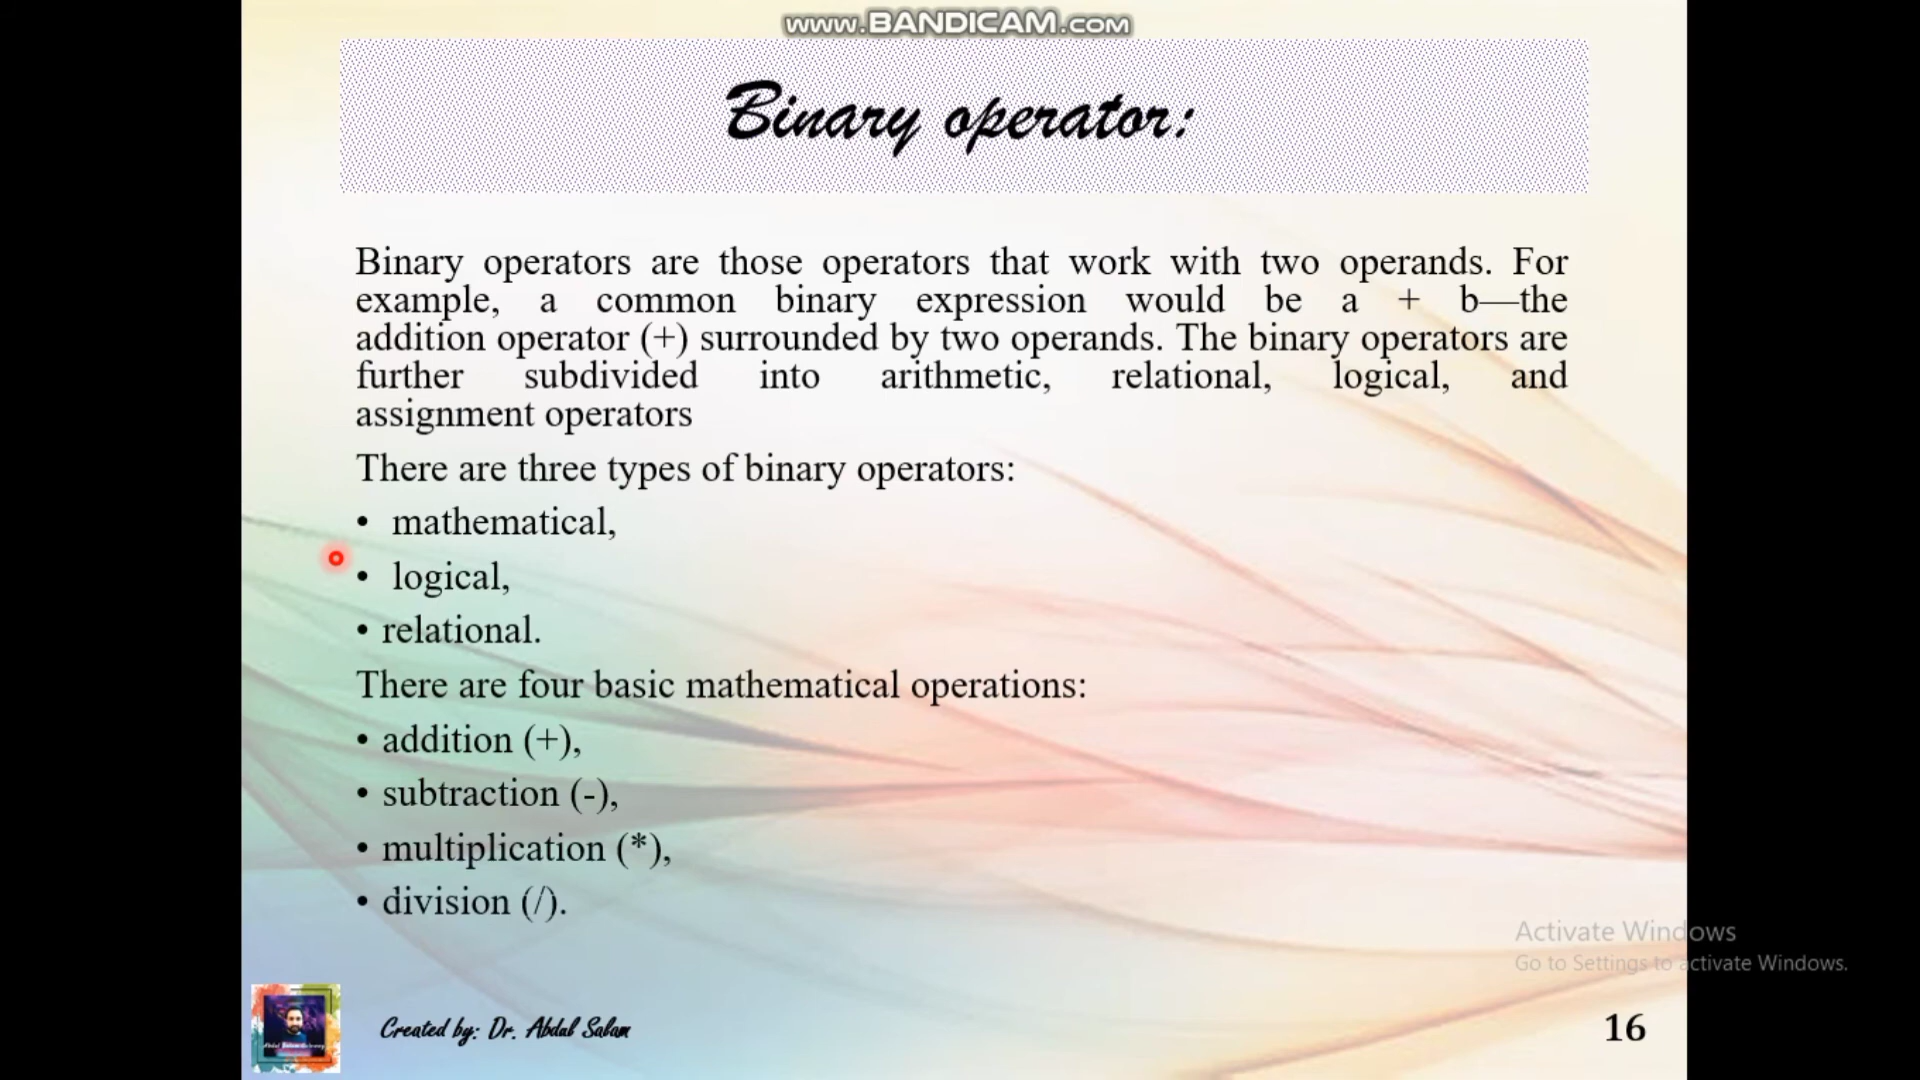 www.BANDICAM.com
Binary operator:
Binary operators are those operators that work with two operands. For
example, a common binary expression would be a + b—the
addition operator (+) surrounded by two operands. The binary operators are
further subdivided into arithmetic, relational, logical, and
assignment operators
There are three types of binary operators:
• mathematical,
• logical,
• relational.
There are four basic mathematical operations:
• addition (+),
• subtraction (-),
• multiplication (*),
• division (/).
Activate Windows
Go to Settings to activate Windows.
Created by: Dr. Abdul Salam
16